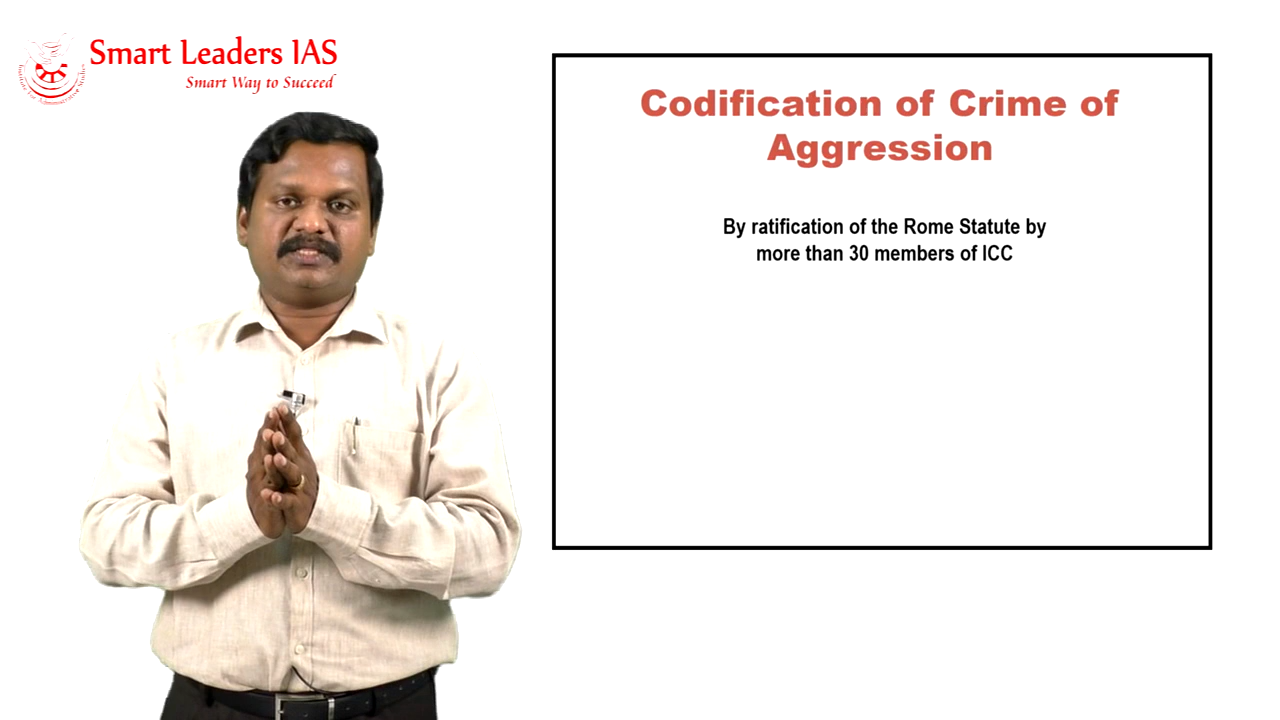 Smart Leaders IAS
Smart Way to Succeed
Codification of Crime of
Aggression
By ratification of the Rome Statute by
more than 30 members of ICC